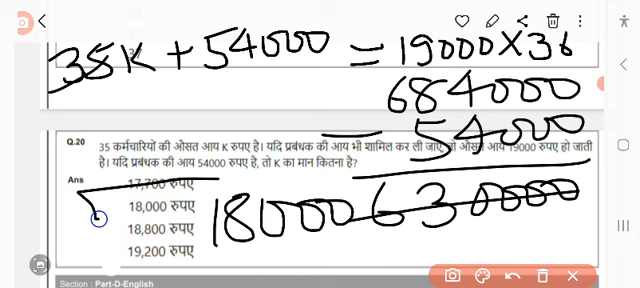 35K + 54000 = 19000 X 36
684000
54000
Q.20 35 कर्मचारियों की औसत आय K रुपए है। यदि प्रबंधक की आय भी शामिल कर ली जाए, औसत आय 19000 रुपए हो जाती
है। यदि प्रबंधक की आय 54000 रुपए है, तो K का मान कितना है?
Ans 17,700 रुपए
18,000 रुपए
18,800 रुपए
19,200 रुपए
18000 630000
Section : Part-D-English